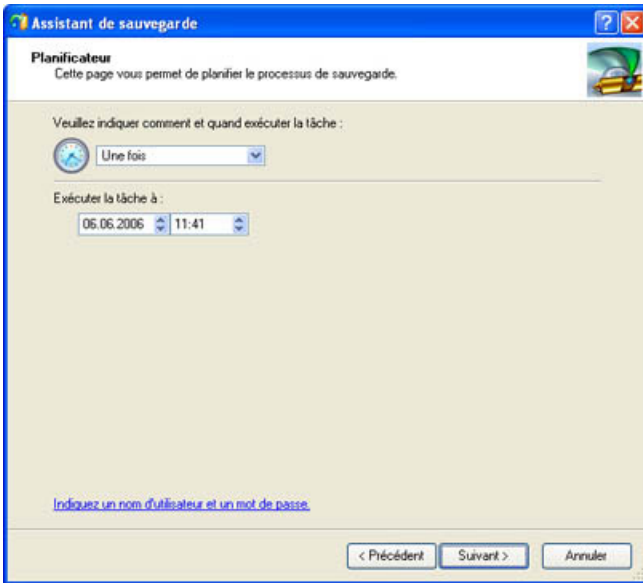 Assistant de sauvegarde
Planificateur
Cette page vous permet de planifier le processus de sauvegarde.
Veuillez indiquer comment et quand exécuter la tâche :
Une fois
Exécuter la tâche à :
06.06.2006 11:41
Indiquez un nom d'utilisateur et un mot de passe.
< Précédent Suivant > Annuler